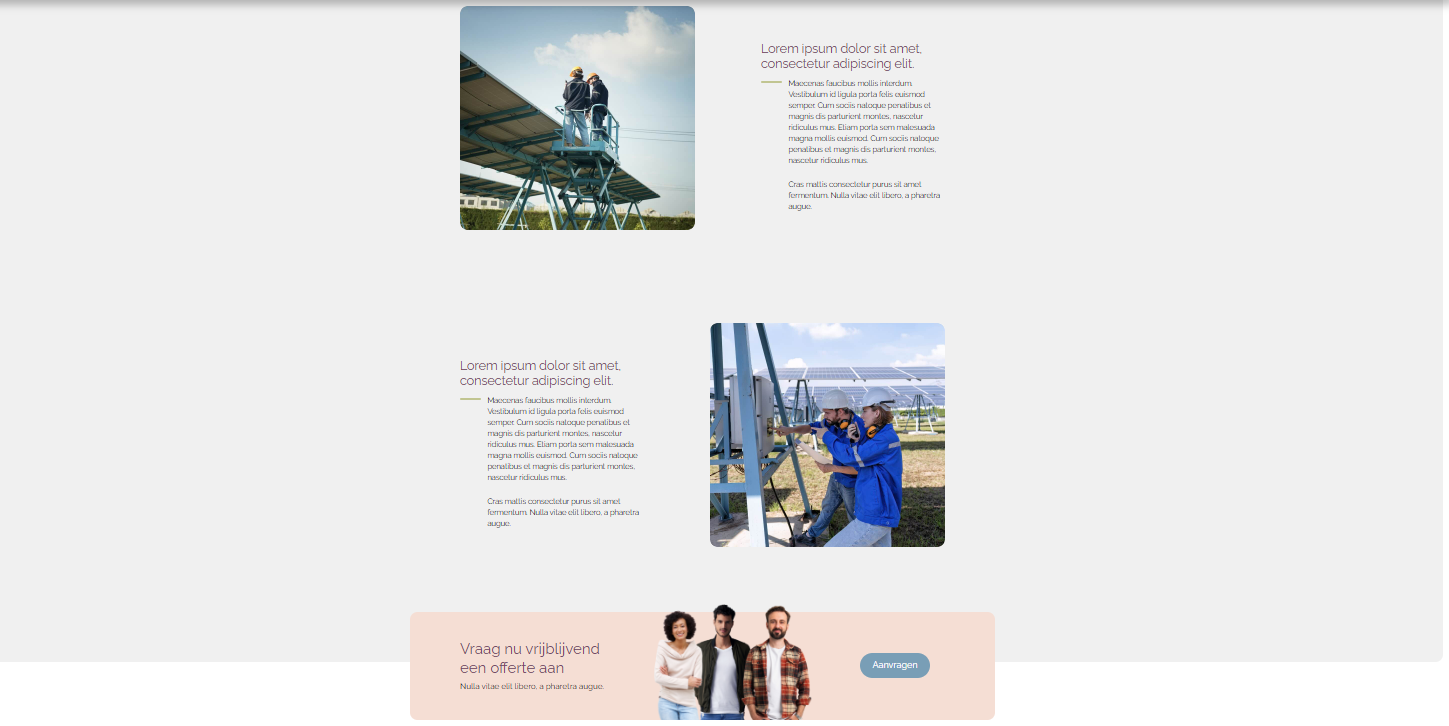 Lorem ipsum dolor sit amet,
consectetur adipiscing elit.
Maecenas faucibus mollis interdum.
Vestibulum id ligula porta felis euismod
semper. Cum sociis natoque penatibus et
magnis dis parturient montes, nascetur
ridiculus mus. Etiam porta sem malesuada
magna mollis euismod. Cum sociis natoque
penatibus et magnis dis parturient montes,
nascetur ridiculus mus.
Cras mattis consectetur purus sit amet
fermentum. Nulla vitae elit libero, a pharetra
augue.
Lorem ipsum dolor sit amet,
consectetur adipiscing elit.
Maecenas faucibus mollis interdum.
Vestibulum id ligula porta felis euismod
semper. Cum sociis natoque penatibus et
magnis dis parturient montes, nascetur
ridiculus mus. Etiam porta sem malesuada
magna mollis euismod. Cum sociis natoque
penatibus et magnis dis parturient montes,
nascetur ridiculus mus.
Cras mattis consectetur purus sit amet
fermentum. Nulla vitae elit libero, a pharetra
augue.
Vraag nu vrijblijvend
een offerte aan
Nulla vitae elit libero, a pharetra augue.
Aanvragen